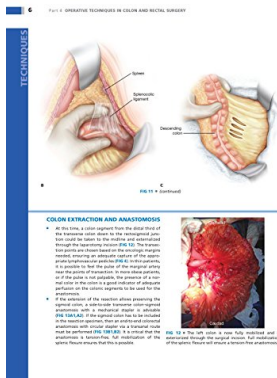 6
Part II OPERATIVE TECHNIQUES IN COLON AND RECTAL SURGERY
TECHNIQUES
Spleen
Splenocolic
ligament
Descending
colon
B
C
FIG 11 • (continued)
COLON EXTRACTION AND ANASTOMOSIS
■ At this time, a colon segment from the distal third of
the transverse colon down to the rectosigmoid junc-
tion could be taken to the midline and exteriorized
through the laparotomy incision (FIG 12). The transec-
tion points are chosen based on the oncologic margins
needed, ensuring an adequate capture of the appro-
priate lymphovascular pedicles (FIG 6). In thin patients,
it is possible to feel the pulse of the marginal artery
near the points of transection. In more obese patients,
or if the pulse is not palpable, the presence of a nor-
mal color in the colon is a good indicator of adequate
perfusion on the colonic segments to be used for the
anastomosis.
■ If the extension of the resection allows preserving the
sigmoid colon, a side-to-side transverse colon-sigmoid
anastomosis with a mechanical stapler is advisable
(FIG 13A1,A2). If the sigmoid colon has to be included
in the resection specimen, then an end-to-end colorectal
anastomosis with circular stapler via a transanal route
must be performed (FIG 13B1,B2). It is critical that the
anastomosis is tension-free; full mobilization of the
splenic flexure ensures that this is possible.
Caudad
FIG 12 • The left colon is now fully mobilized and
exteriorized through the surgical incision. Full mobilization
of the splenic flexure will ensure a tension-free anastomosis.